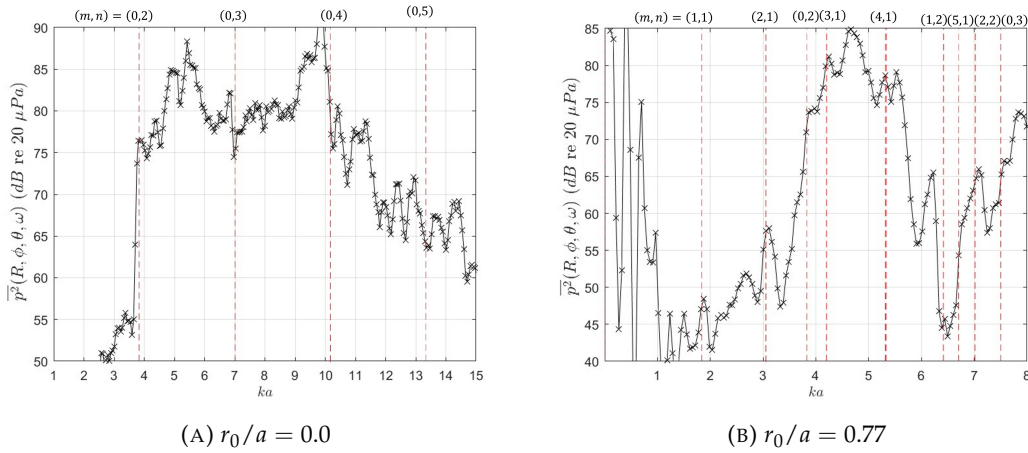 (m, n) = (0,2) (0,3) (0,4) (0,5)
90
85
80
75
70
65
60
55
50
1 2 3 4 5 6 7 8 9 10 11 12 13 14 15
ka
p²(R, ϕ, θ, ω) (dB re 20 μPa)
(A) r₀/a = 0.0
(m, n) = (1,1) (2,1) (0,2)(3,1) (4,1) (1,2)(5,1)(2,2)(0,3)
85
80
75
70
65
60
55
50
45
40
1 2 3 4 5 6 7 8
ka
p²(R, ϕ, θ, ω) (dB re 20 μPa)
(B) r₀/a = 0.77